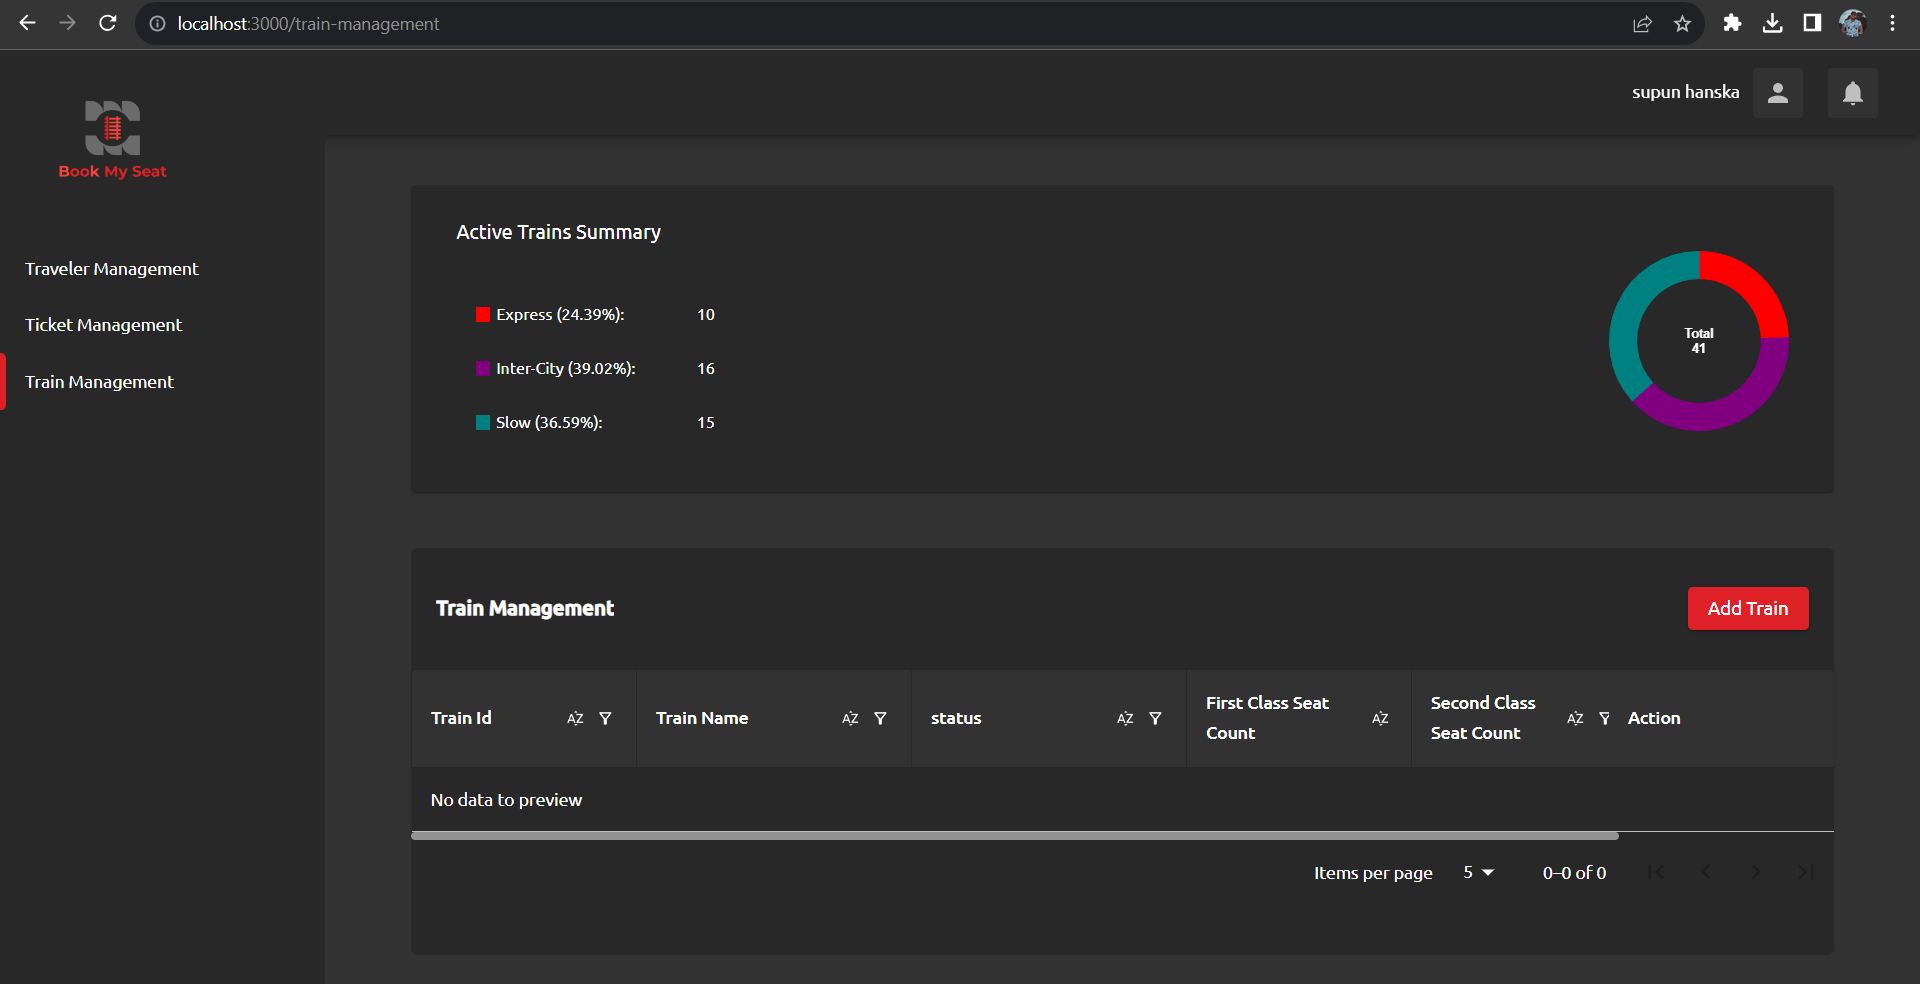 localhost:3000/train-management
supun hanska
Book My Seat
Traveler Management
Ticket Management
Train Management
Active Trains Summary
Express (24.39%): 10
Inter-City (39.02%): 16
Slow (36.59%): 15
Total
41
Train Management
Add Train
Train Id AZ Train Name AZ status AZ First Class Seat Count AZ Second Class Seat Count AZ Action
No data to preview
Items per page 5 0–0 of 0